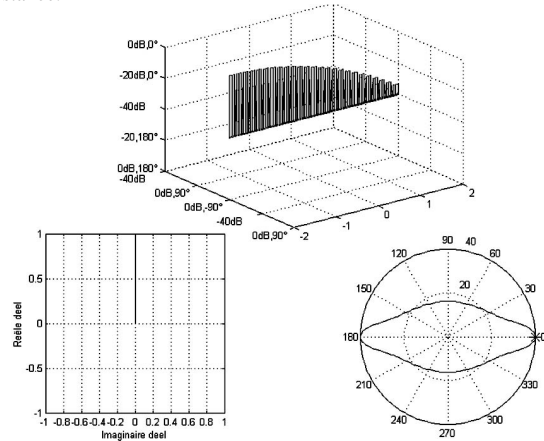 0dB,0°
-20dB,0°
-40dB
-20,180°
0dB,180°
-40dB
0dB,90°
0dB,-90°
-40dB
0dB,90°
-2
-1
0
1
2
1
0.5
0
-0.5
-1
Reële deel
-1 -0.8 -0.6 -0.4 -0.2 0 0.2 0.4 0.6 0.8 1
Imaginaire deel
90 40
120 60
150 20 30
180 0
210 330
240 300
270